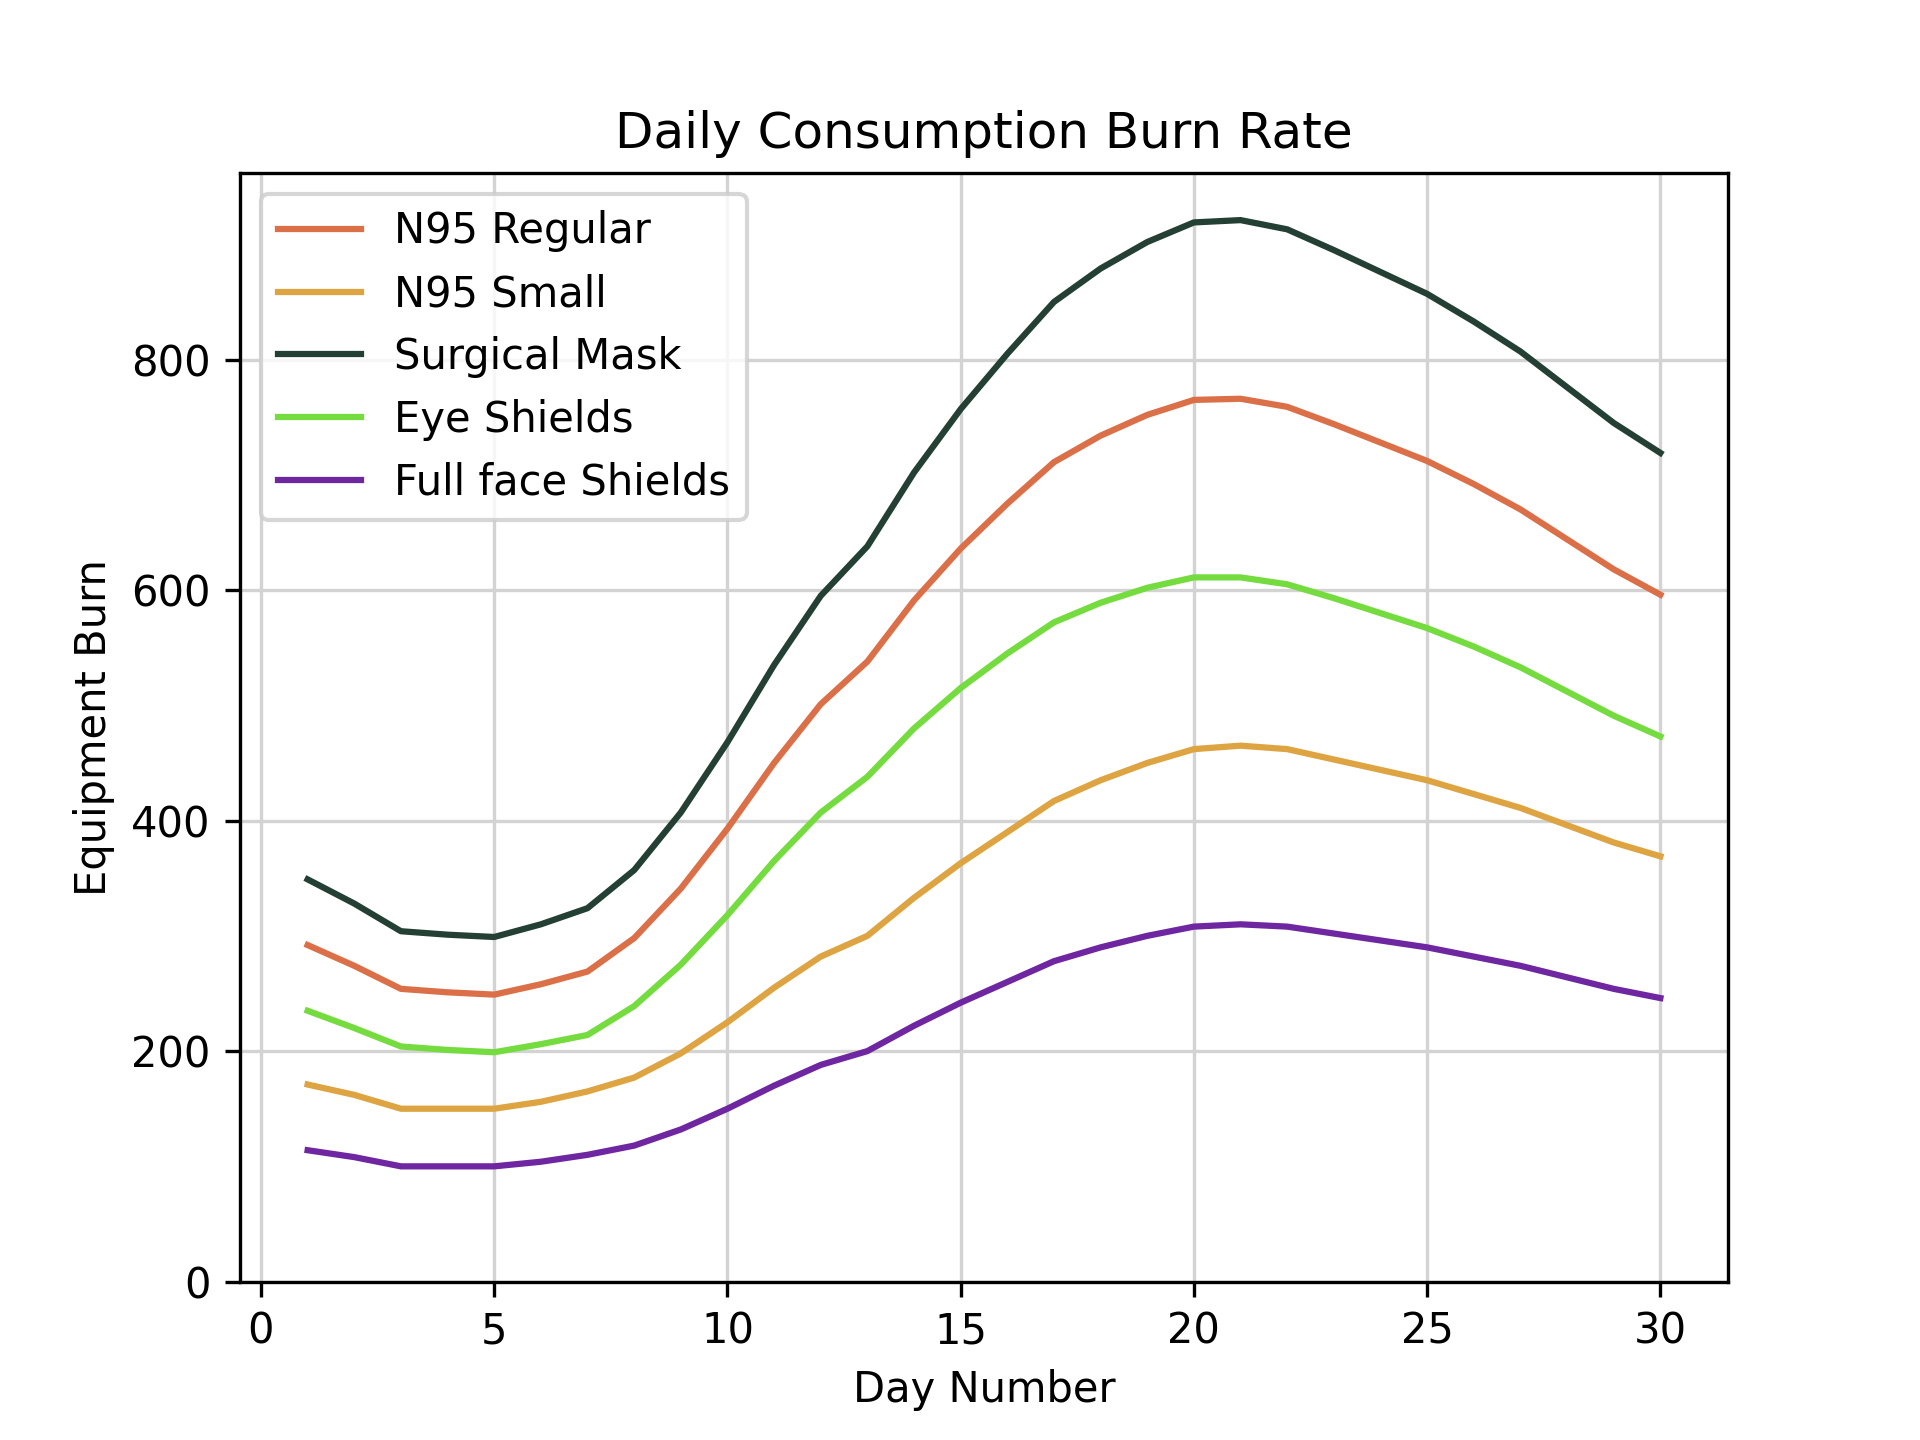 Daily Consumption Burn Rate
N95 Regular
N95 Small
Surgical Mask
Eye Shields
Full face Shields
Equipment Burn
800
600
400
200
0
0 5 10 15 20 25 30
Day Number